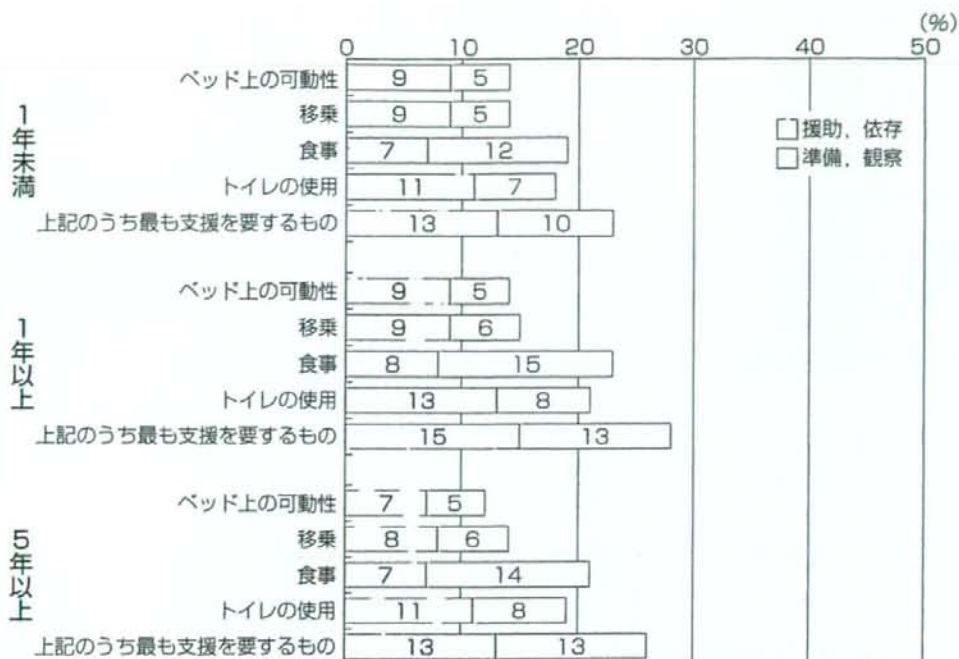 (%)
0 10 20 30 40 50
1年未満
ベッド上の可動性 9 5
移乗 9 5
食事 7 12
トイレの使用 11 7
上記のうち最も支援を要するもの 13 10
援助，依存
準備，観察
1年以上
ベッド上の可動性 9 5
移乗 9 6
食事 8 15
トイレの使用 13 8
上記のうち最も支援を要するもの 15 13
5年以上
ベッド上の可動性 7 5
移乗 8 6
食事 7 14
トイレの使用 11 8
上記のうち最も支援を要するもの 13 13